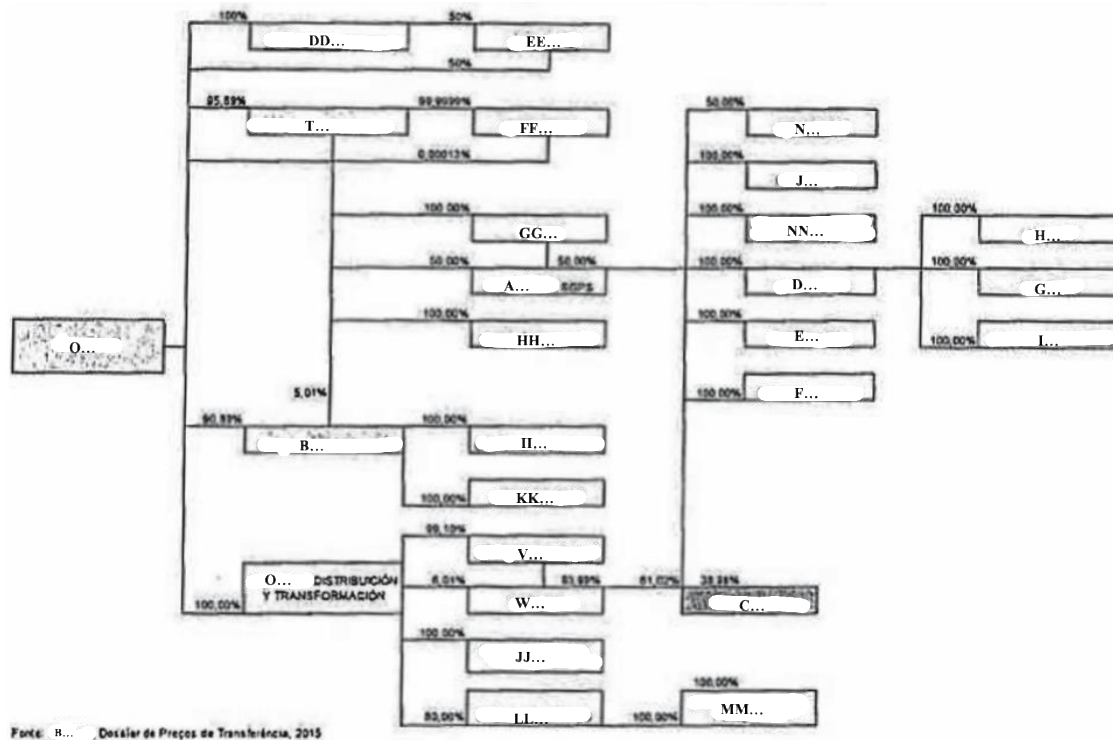 100% 50%
DD... EE...
50%
95,89% 99,9999% 50,00%
T... FF... N...
0,00013%
100,00%
J...
100,00% 100,00% 100,00%
GG... NN... H...
50,00% 50,00% 100,00% 100,00%
A... SGPS D... G...
100,00% 100,00% 100,00%
O... HH... E... I...
5,01% 100,00%
F...
90,89% 100,00%
B... II...
100,00%
KK...
99,10%
V...
O... DISTRIBUCIÓN
Y TRANSFORMACIÓN
6,01% 93,99% 61,02% 38,98%
W... C...
100,00%
100,00%
JJ...
100,00%
MM...
80,00% 100,00%
LL...
Fonte: B... Dossier de Preços de Transferência, 2015